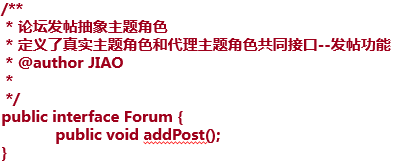 /**
* 论坛发帖抽象主题角色
* 定义了真实主题角色和代理主题角色共同接口--发帖功能
* @author JIAO
*
*/
public interface Forum {
public void addPost();
}